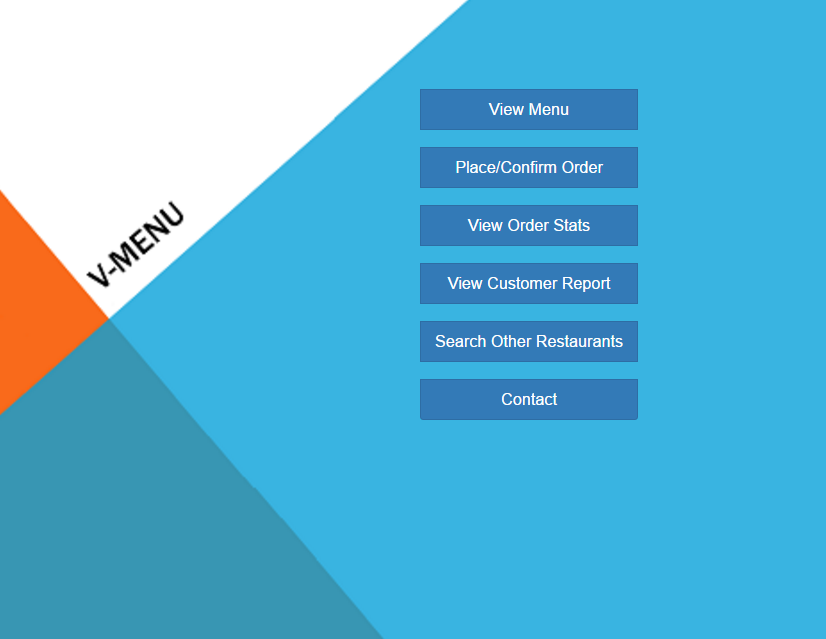 V-MENU
View Menu
Place/Confirm Order
View Order Stats
View Customer Report
Search Other Restaurants
Contact